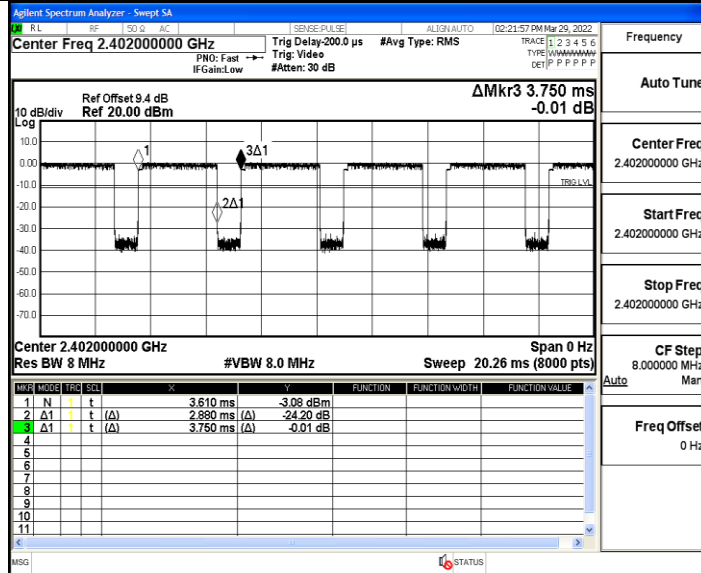 Agilent Spectrum Analyzer - Swept SA
RL RF 50 Ω AC SENSE:PULSE ALIGN AUTO 02:21:57 PM Mar 29, 2022
Center Freq 2.402000000 GHz Trig Delay-200.0 µs #Avg Type: RMS TRACE 1 2 3 4 5 6
PNO: Fast Trig: Video TYPE
IFGain:Low #Atten: 30 dB DET P P P P P P
ΔMkr3 3.750 ms
Ref Offset 9.4 dB
10 dB/div Ref 20.00 dBm -0.01 dB
Log
10.0
0.00
-10.0
-20.0
-30.0
-40.0
-50.0
-60.0
-70.0
1
3Δ1
2Δ1
TRIG LVL
Center 2.402000000 GHz Span 0 Hz
Res BW 8 MHz #VBW 8.0 MHz Sweep 20.26 ms (8000 pts)
MKR MODE TRC SCL X Y FUNCTION FUNCTION WIDTH FUNCTION VALUE
1 N 1 t 3.610 ms -3.08 dBm
2 Δ1 1 t (Δ) 2.880 ms (Δ) -24.20 dB
3 Δ1 1 t (Δ) 3.750 ms (Δ) -0.01 dB
4
5
6
7
8
9
10
11
MSG STATUS
Frequency
Auto Tune
Center Freq
2.402000000 GHz
Start Freq
2.402000000 GHz
Stop Freq
2.402000000 GHz
CF Step
8.000000 MHz
Auto Man
Freq Offset
0 Hz